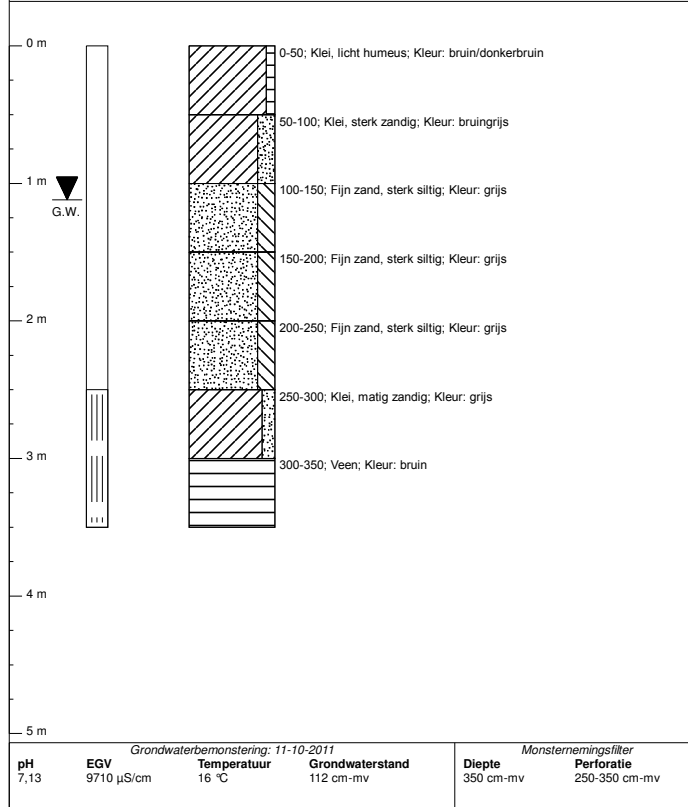 0 m
0-50; Klei, licht humeus; Kleur: bruin/donkerbruin
50-100; Klei, sterk zandig; Kleur: bruingrijs
1 m
100-150; Fijn zand, sterk siltig; Kleur: grijs
G.W.
150-200; Fijn zand, sterk siltig; Kleur: grijs
2 m
200-250; Fijn zand, sterk siltig; Kleur: grijs
250-300; Klei, matig zandig; Kleur: grijs
3 m
300-350; Veen; Kleur: bruin
4 m
5 m
Grondwaterbemonstering: 11-10-2011
pH EGV Temperatuur Grondwaterstand
7,13 9710 µS/cm 16 °C 112 cm-mv
Monsternemingsfilter
Diepte Perforatie
350 cm-mv 250-350 cm-mv